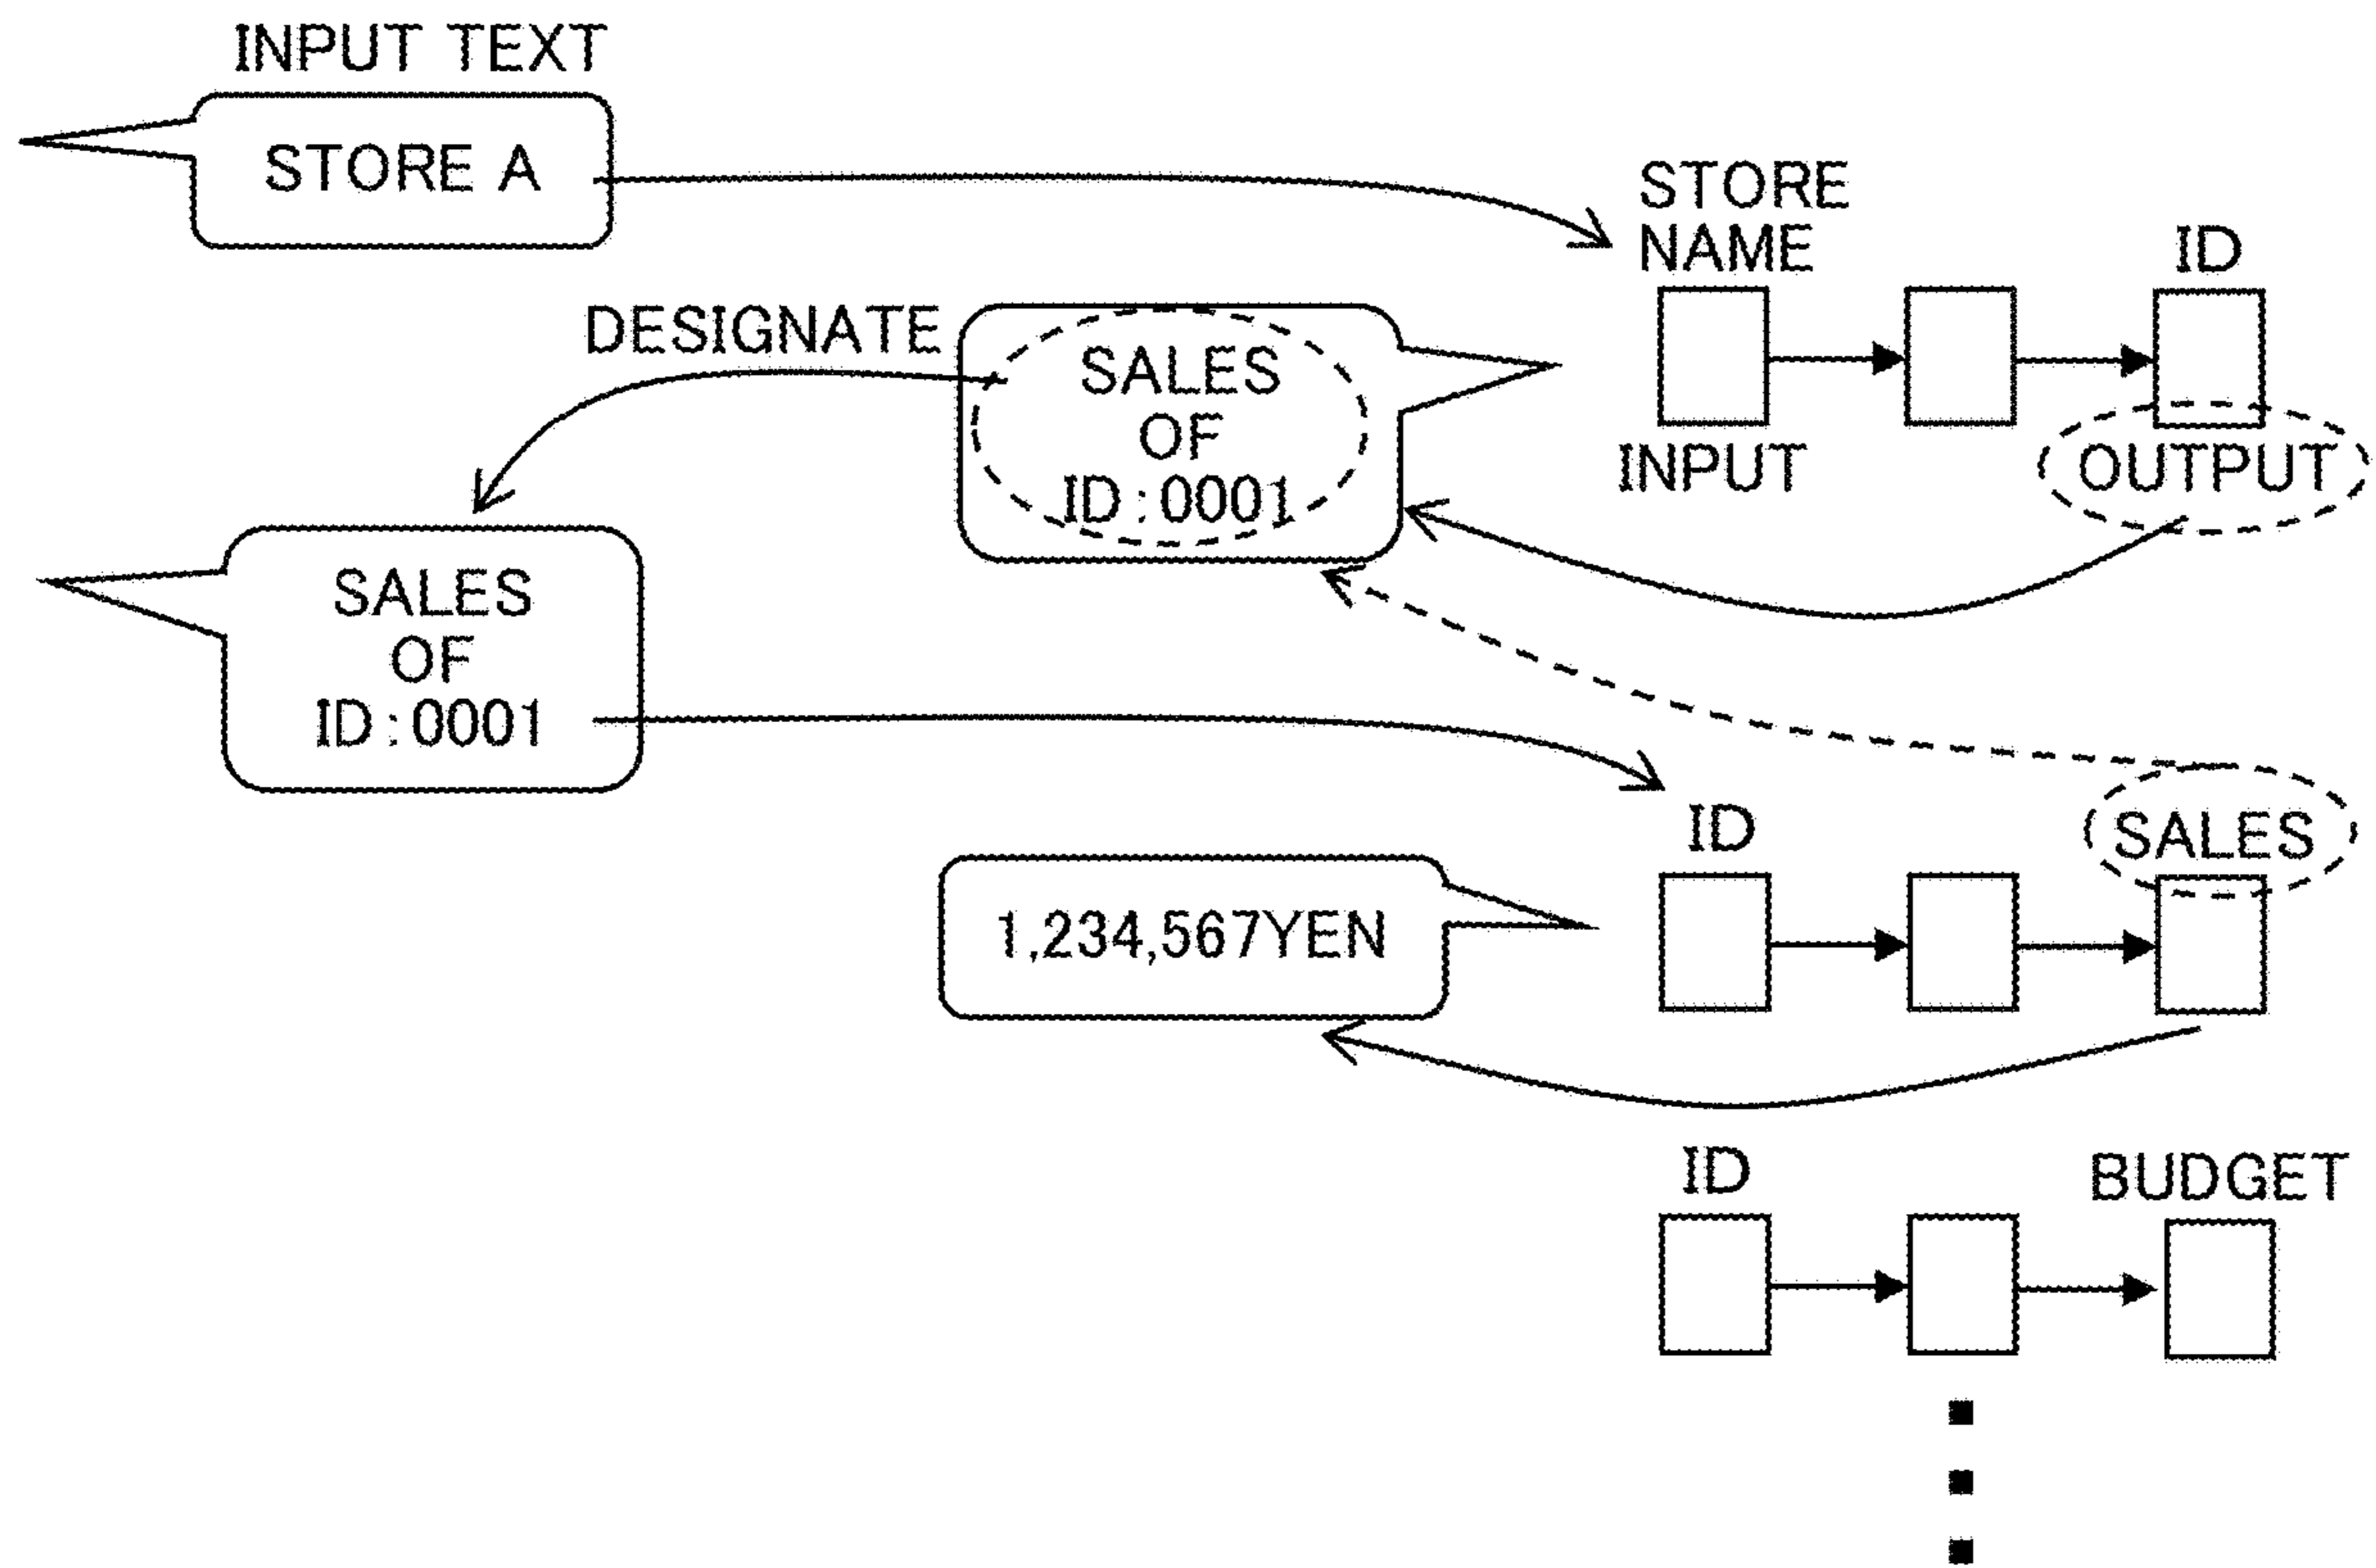 INPUT TEXT
STORE A
STORE
NAME
ID
DESIGNATE
SALES
OF
ID:0001
INPUT
OUTPUT
SALES
OF
ID:0001
ID
SALES
1,234,567YEN
ID
BUDGET